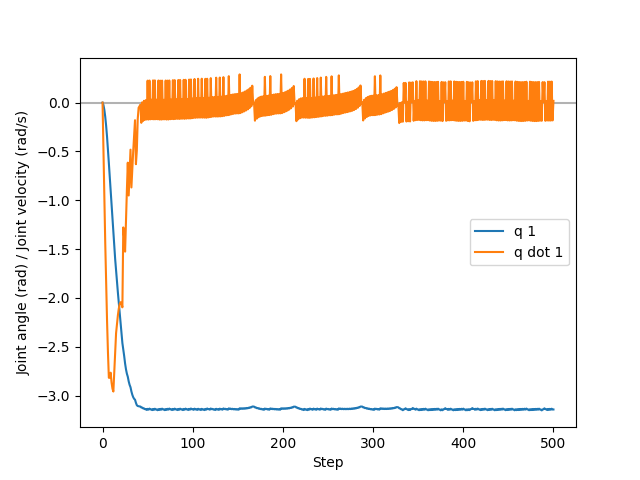 0.0
−0.5
−1.0
−1.5
−2.0
−2.5
−3.0
Joint angle (rad) / Joint velocity (rad/s)
q 1
q dot 1
0 100 200 300 400 500
Step